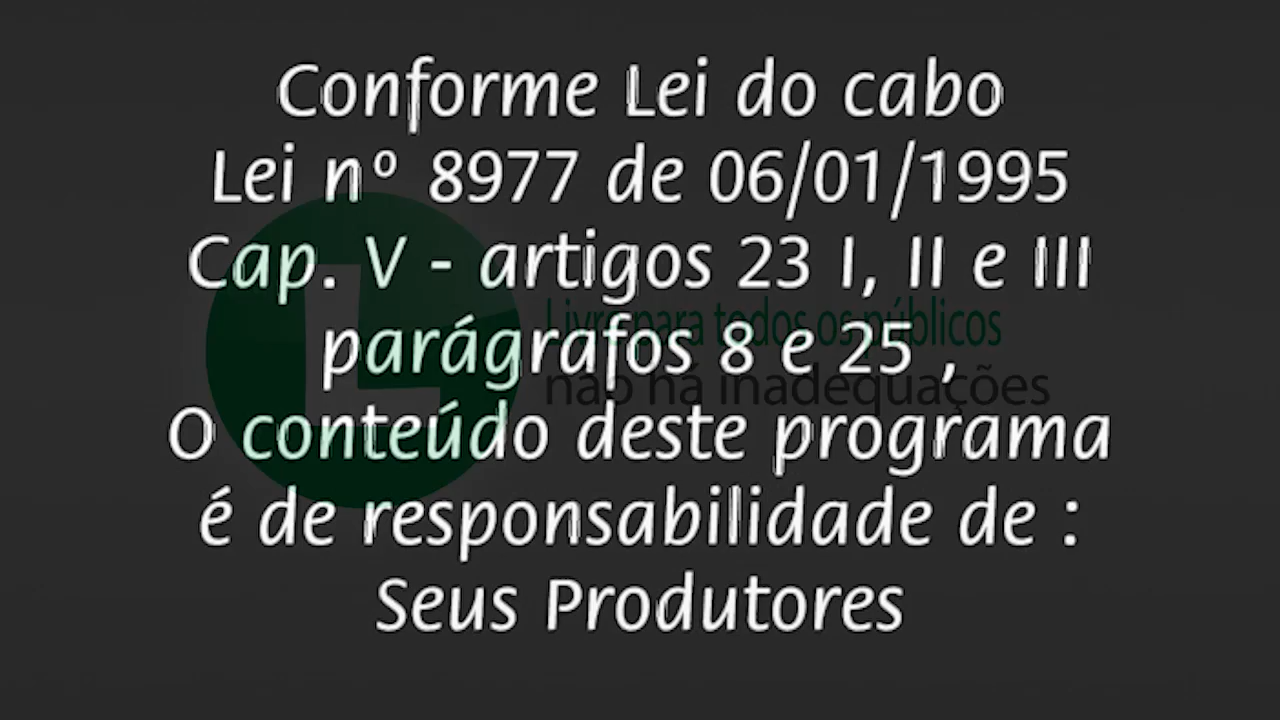 Conforme Lei do cabo
Lei nº 8977 de 06/01/1995
Cap. V - artigos 23 I, II e III
Livre para todos os públicos
parágrafos 8 e 25 ,
não há inadequações
L
O conteúdo deste programa
é de responsabilidade de :
Seus Produtores